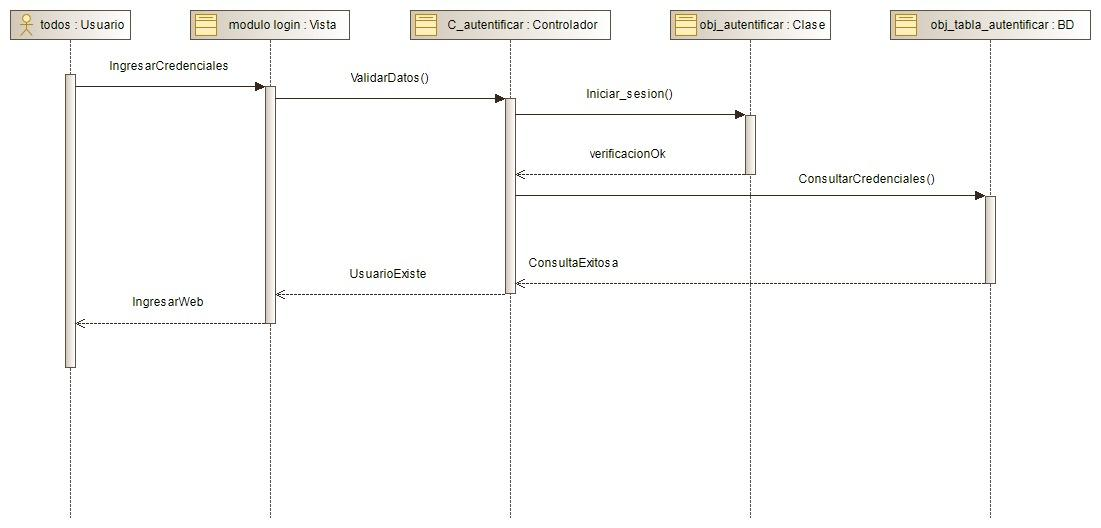 todos : Usuario
modulo login : Vista
C_autentificar : Controlador
obj_autentificar : Clase
obj_tabla_autentificar : BD
IngresarCredenciales
ValidarDatos()
Iniciar_sesion()
verificacionOk
ConsultarCredenciales()
ConsultaExitosa
UsuarioExiste
IngresarWeb